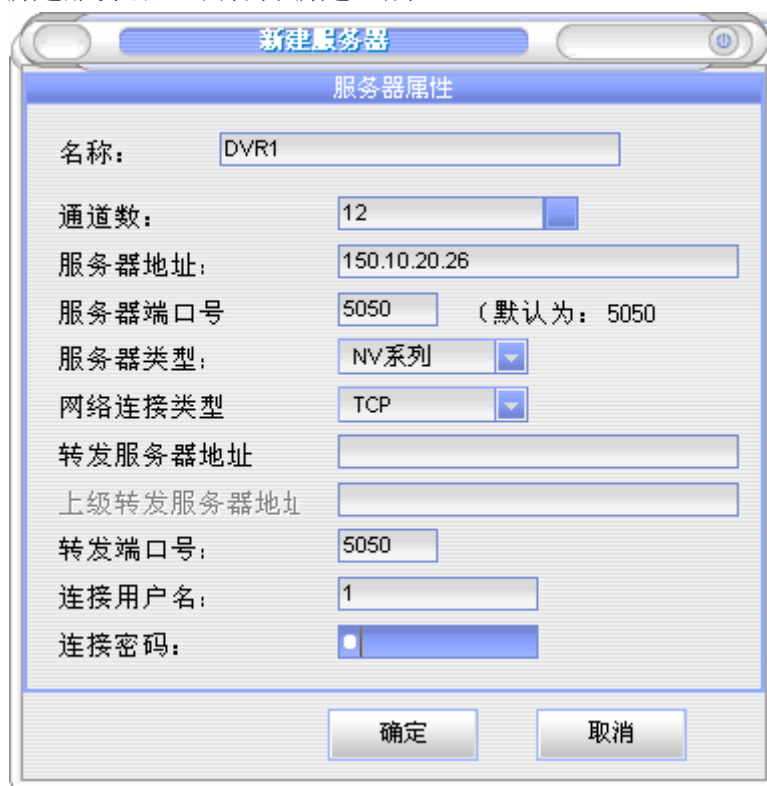 新建服务器
服务器属性
名称： DVR1
通道数： 12
服务器地址： 150.10.20.26
服务器端口号 5050 （默认为：5050
服务器类型： NV系列
网络连接类型 TCP
转发服务器地址
上级转发服务器地址
转发端口号： 5050
连接用户名： 1
连接密码：
确定 取消